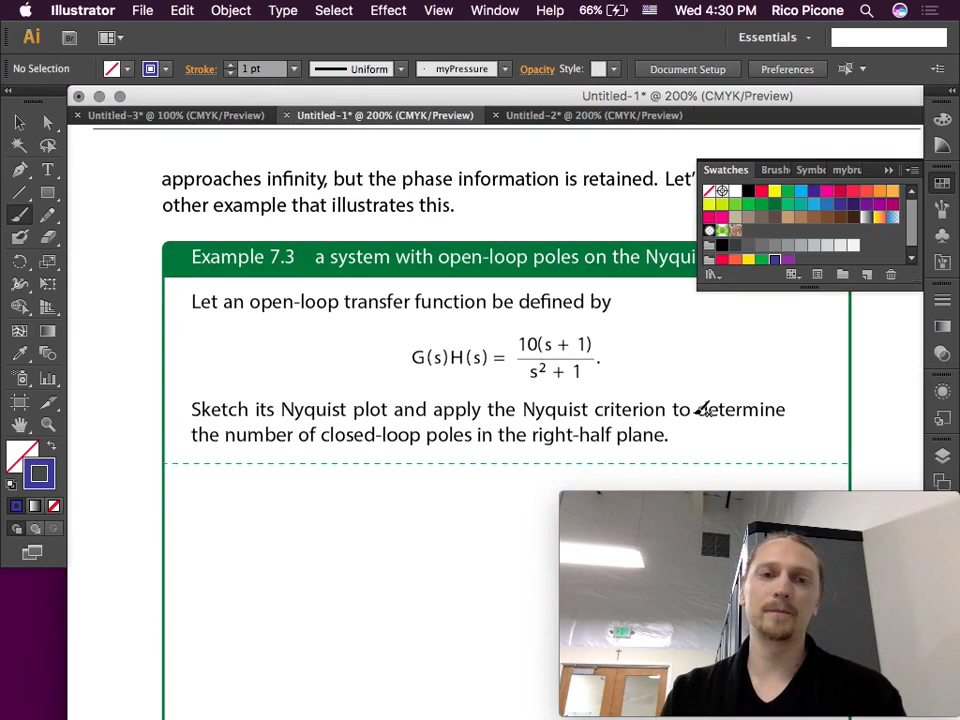 Illustrator File Edit Object Type Select Effect View Window Help 66% Wed 4:30 PM Rico Picone
Ai Br Essentials
No Selection Stroke: 1 pt Uniform myPressure Opacity Style: Document Setup Preferences
Untitled-1* @ 200% (CMYK/Preview)
Untitled-3* @ 100% (CMYK/Preview) Untitled-1* @ 200% (CMYK/Preview) Untitled-2* @ 200% (CMYK/Preview)
Swatches Brush Symbo mybru
approaches infinity, but the phase information is retained. Let'
other example that illustrates this.
Example 7.3 a system with open-loop poles on the Nyqui
Let an open-loop transfer function be defined by
G(s)H(s) = 10(s + 1) / s² + 1.
Sketch its Nyquist plot and apply the Nyquist criterion to determine
the number of closed-loop poles in the right-half plane.